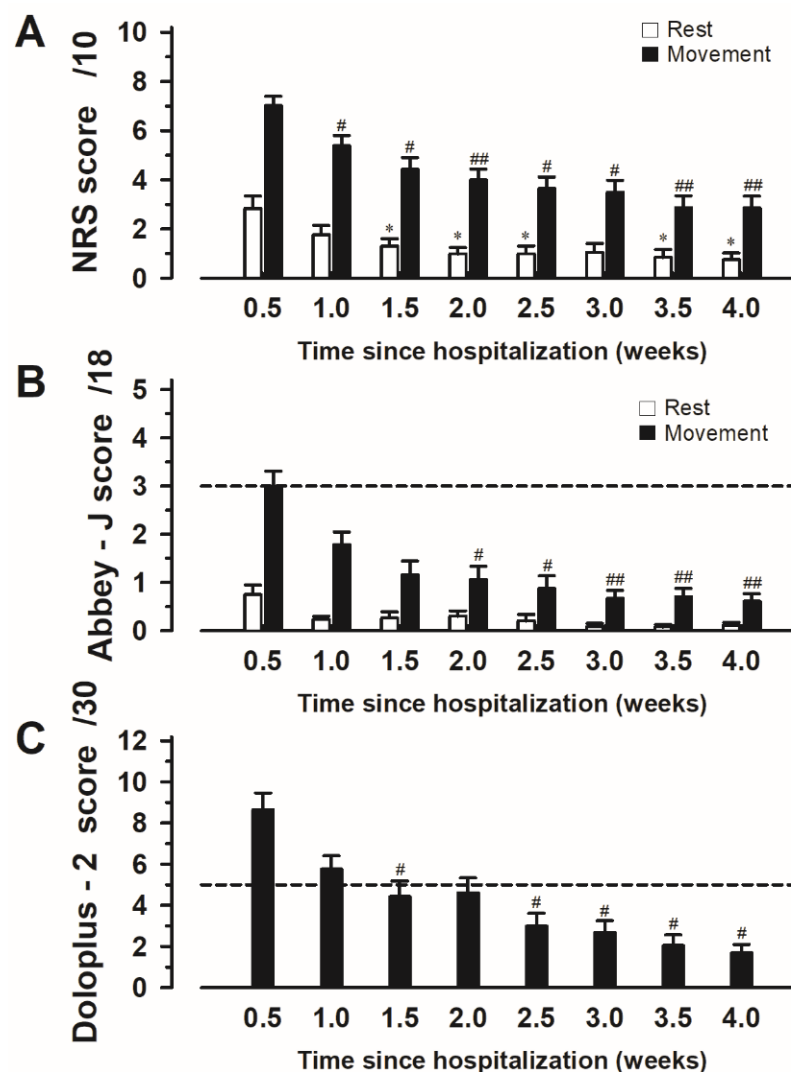 A
NRS score /10
10
8
6
4
2
0
Rest
Movement
# # ## # # ## ##
* * * * *
0.5 1.0 1.5 2.0 2.5 3.0 3.5 4.0
Time since hospitalization (weeks)
B
Abbey - J score /18
5
4
3
2
1
0
Rest
Movement
# # ## ## ##
0.5 1.0 1.5 2.0 2.5 3.0 3.5 4.0
Time since hospitalization (weeks)
C
Doloplus - 2 score /30
12
10
8
6
4
2
0
# # # # #
0.5 1.0 1.5 2.0 2.5 3.0 3.5 4.0
Time since hospitalization (weeks)